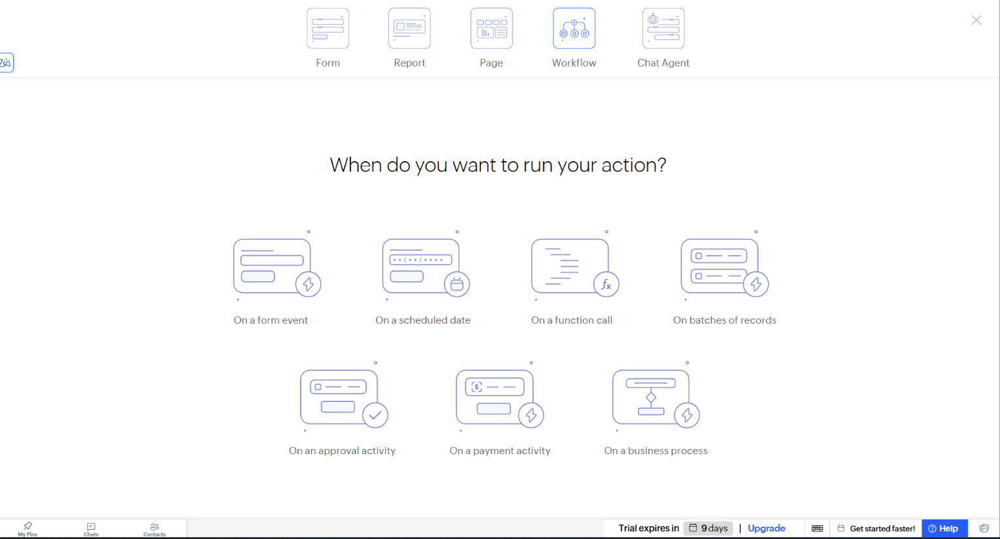 Form
Report
Page
Workflow
Chat Agent
Zia
When do you want to run your action?
On a form event
On a scheduled date
On a function call
On batches of records
On an approval activity
On a payment activity
On a business process
My Pins
Chats
Contacts
Trial expires in 9 days | Upgrade
Get started faster!
Help